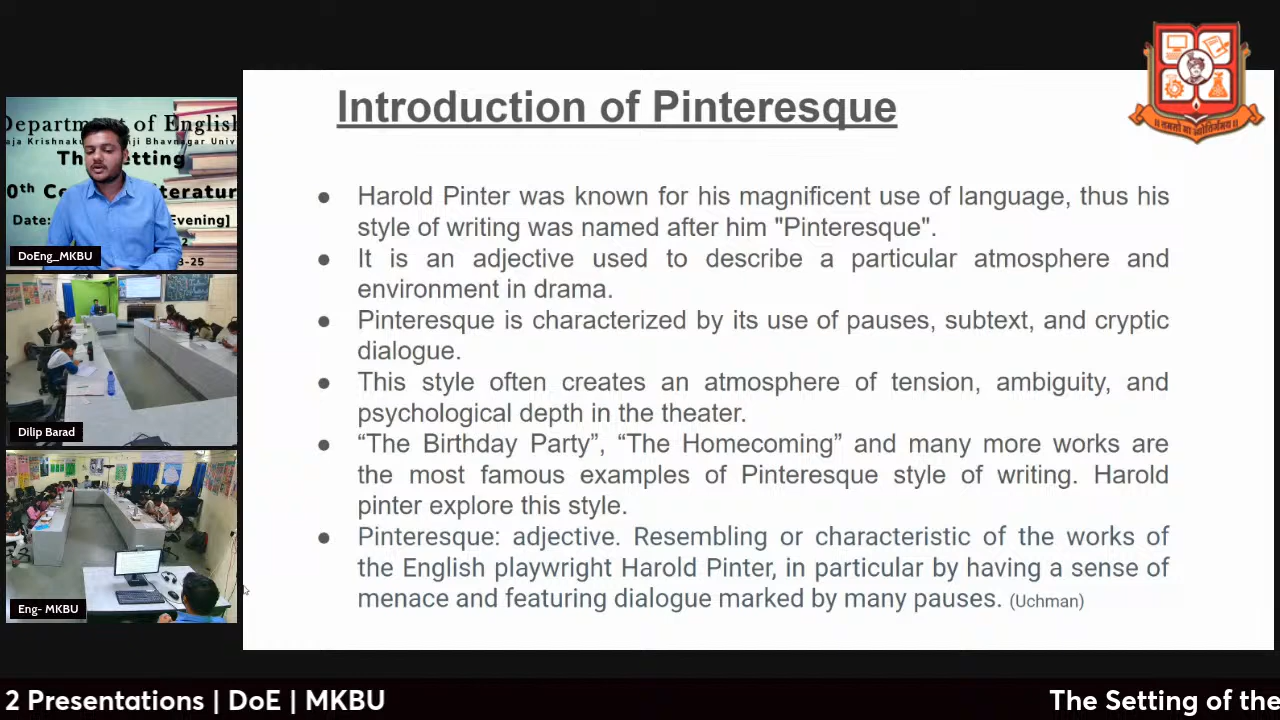 Introduction of Pinteresque
● Harold Pinter was known for his magnificent use of language, thus his
style of writing was named after him "Pinteresque".
● It is an adjective used to describe a particular atmosphere and
environment in drama.
● Pinteresque is characterized by its use of pauses, subtext, and cryptic
dialogue.
● This style often creates an atmosphere of tension, ambiguity, and
psychological depth in the theater.
● “The Birthday Party”, “The Homecoming” and many more works are
the most famous examples of Pinteresque style of writing. Harold
pinter explore this style.
● Pinteresque: adjective. Resembling or characteristic of the works of
the English playwright Harold Pinter, in particular by having a sense of
menace and featuring dialogue marked by many pauses. (Uchman)
Department of English
Setting
Date:
Evening]
DoEng_MKBU
Dilip Barad
Eng- MKBU
।। तमसो मा ज्योतिर्गमय ।।
2 Presentations | DoE | MKBU
The Setting of the